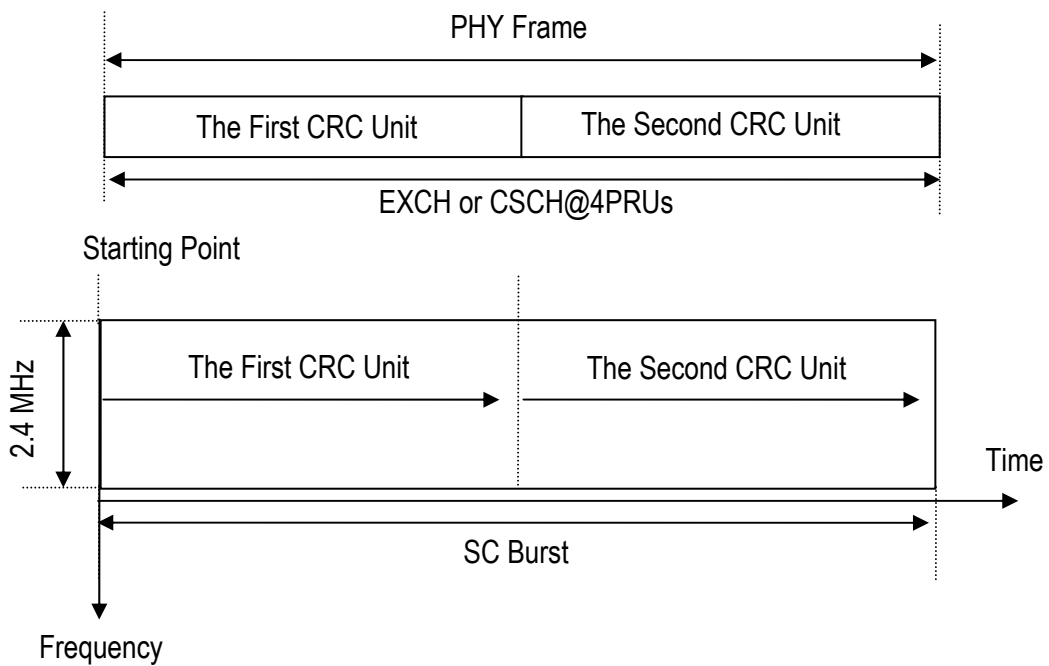 PHY Frame
The First CRC Unit
The Second CRC Unit
EXCH or CSCH@4PRUs
Starting Point
2.4 MHz
The First CRC Unit
The Second CRC Unit
Time
SC Burst
Frequency